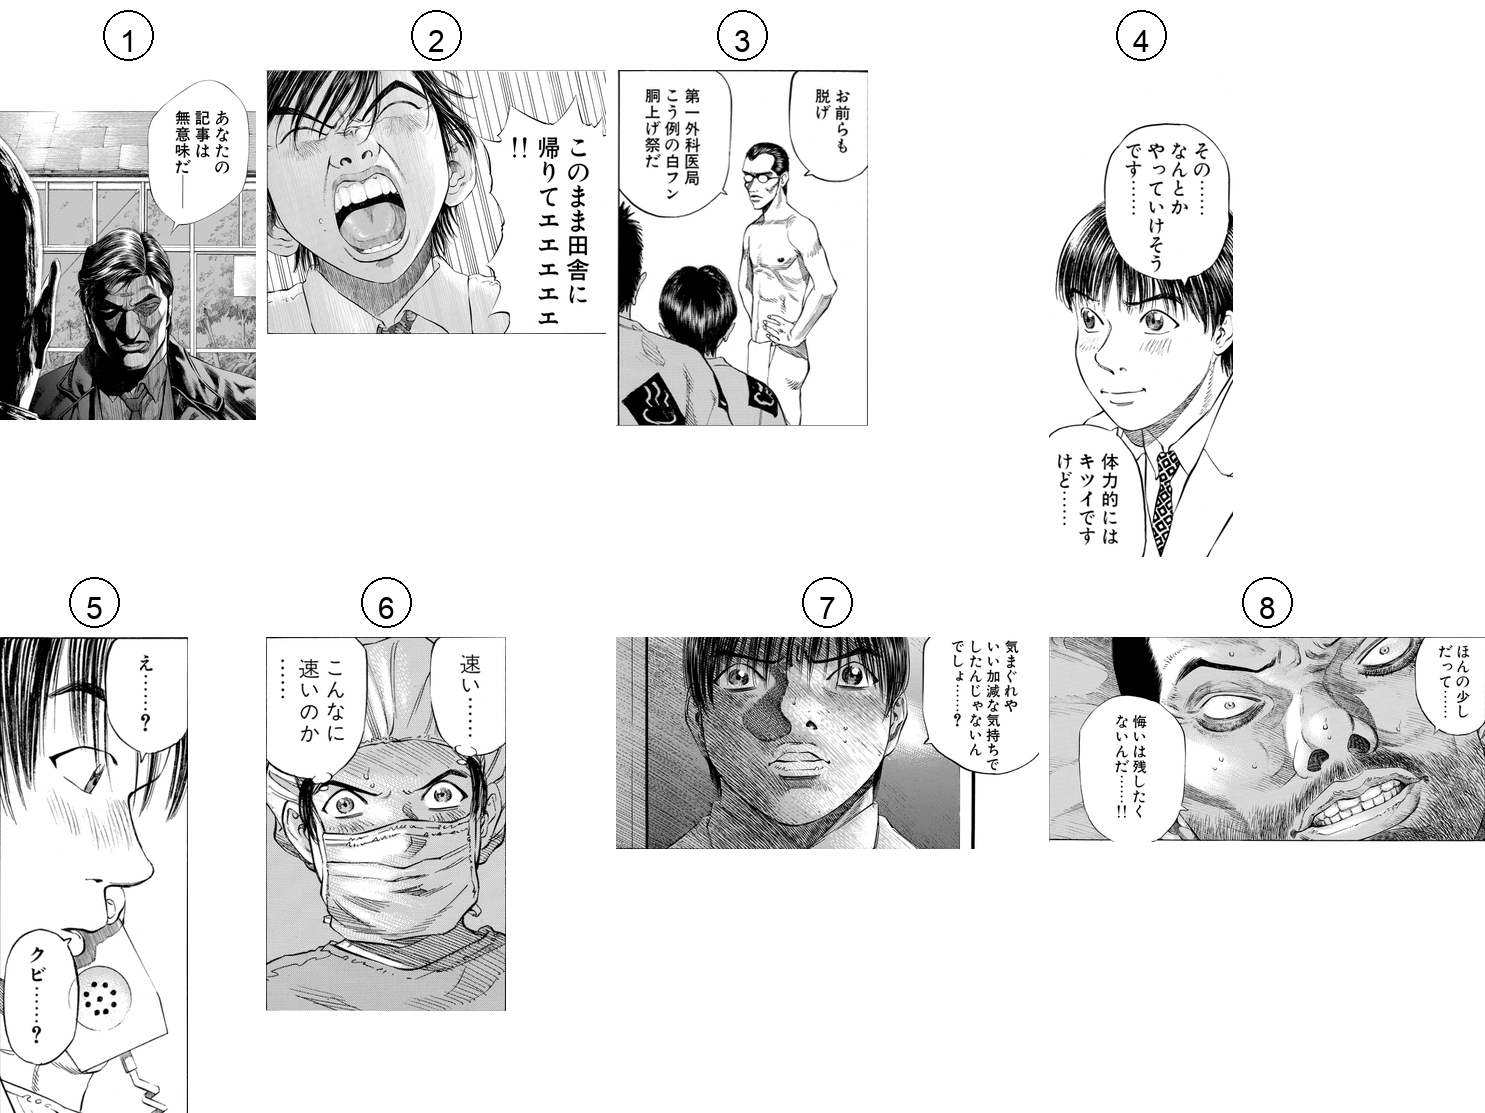 1
あなたの
記事は
無意味だ――
2
このまま田舎に
帰りてエエエエエ
!!
3
お前らも
脱げ
第一外科医局
こう例の白フン
胴上げ祭だ
4
その……
なんとか
やっていけそう
です……
体力的には
キツイです
けど……
5
え……?
クビ……?
6
速い……
こんなに
速いのか
……
7
気まぐれや
いい加減な気持ちで
したんじゃないん
でしょ……?
8
ほんの少し
だって……
悔いは残したく
ないんだ……!!